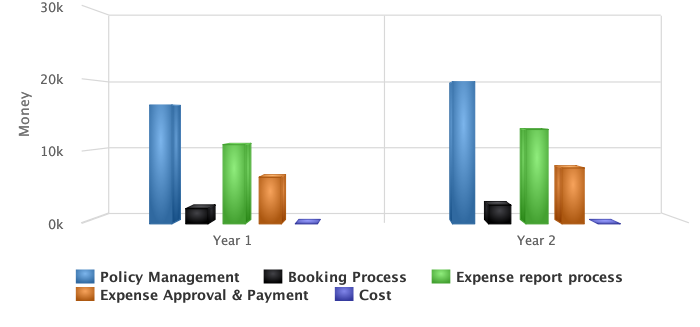 30k
20k
Money
10k
0k
Year 1 Year 2
Policy Management Booking Process Expense report process
Expense Approval & Payment Cost